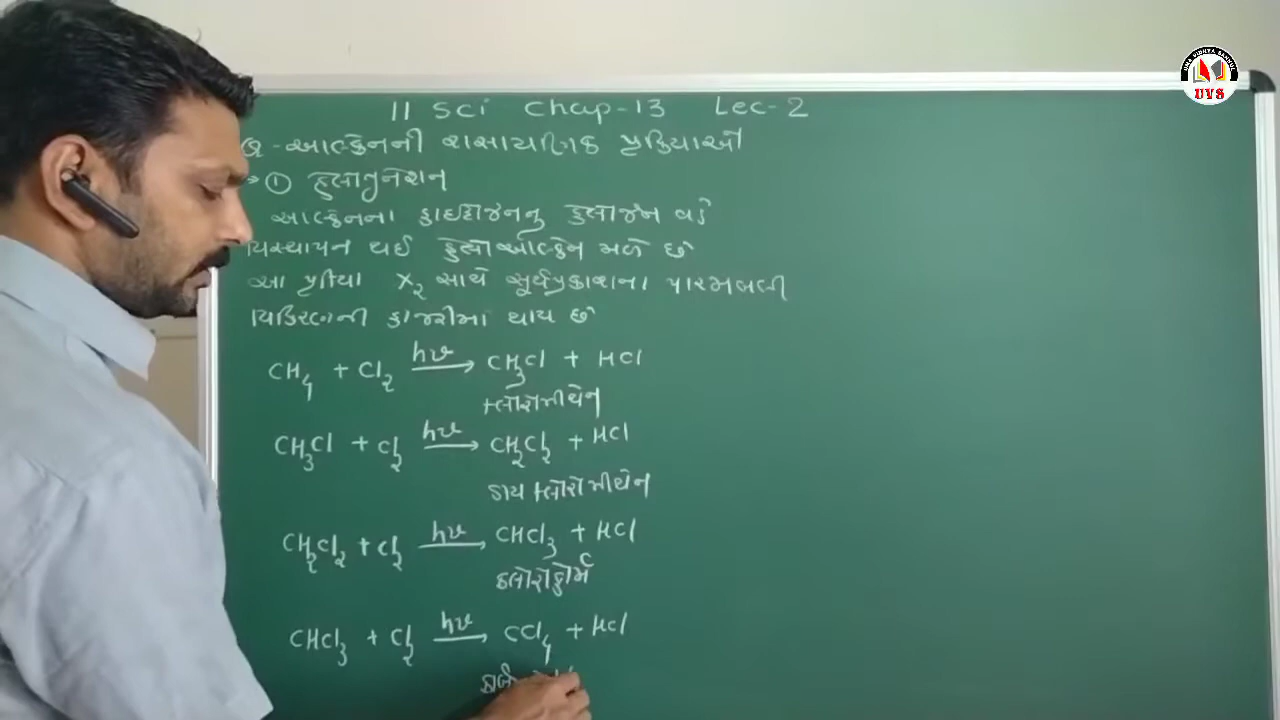 11 Sci Chap-13 Lec-2
Q - આલ્કેનની રાસાયણિક પ્રક્રિયાઓ
→ ① હેલોજીનેશન
આલ્કેનના હાઈડ્રોજનનું હેલોજન વડે
વિસ્થાપન થઈ હેલોઆલ્કેન મળે છે
આ X₂ સાથે સૂર્યપ્રકાશના પારજાંબલી
વિકિરણોની હાજરીમાં થાય છે
CH₄ + Cl₂ hν → CH₃Cl + HCl
ક્લોરોમીથેન
CH₃Cl + Cl₂ hν → CH₂Cl₂ + HCl
ડાયક્લોરોમીથેન
CH₂Cl₂ + Cl₂ hν → CHCl₃ + HCl
ક્લોરોફોર્મ
CHCl₃ + Cl₂ hν → CCl₄ + HCl
UVS